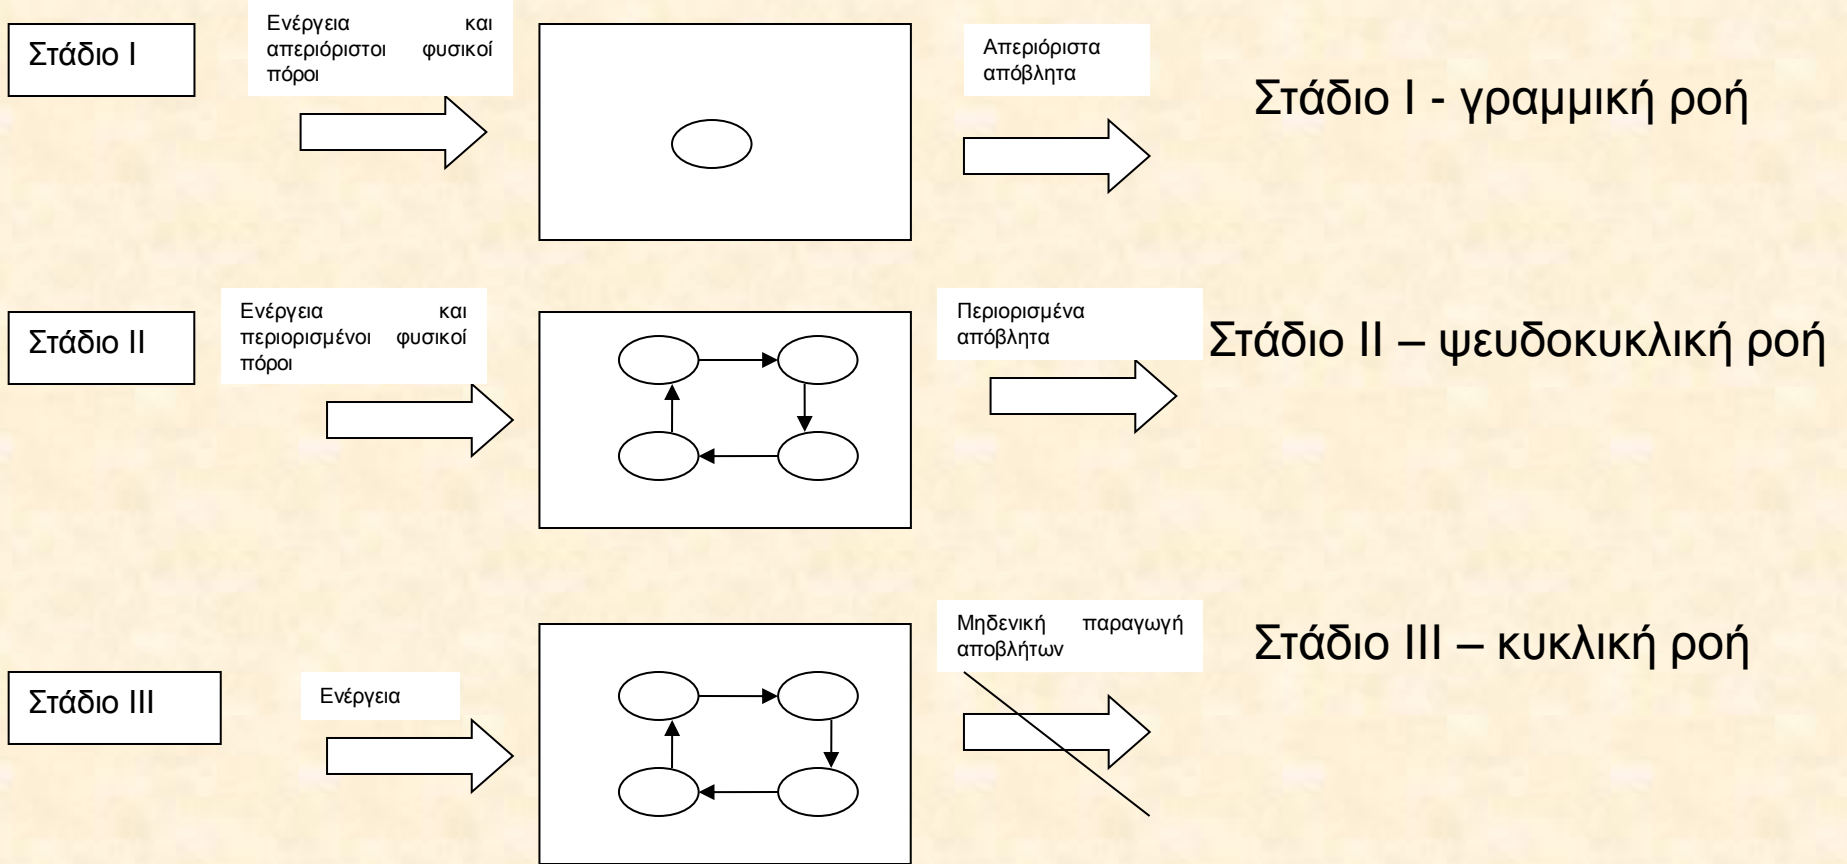 Στάδιο I
Ενέργεια και
απεριόριστοι φυσικοί
πόροι
Απεριόριστα
απόβλητα
Στάδιο I - γραμμική ροή
Στάδιο II
Ενέργεια και
περιορισμένοι φυσικοί
πόροι
Περιορισμένα
απόβλητα
Στάδιο II – ψευδοκυκλική ροή
Στάδιο III
Ενέργεια
Μηδενική παραγωγή
αποβλήτων
Στάδιο III – κυκλική ροή